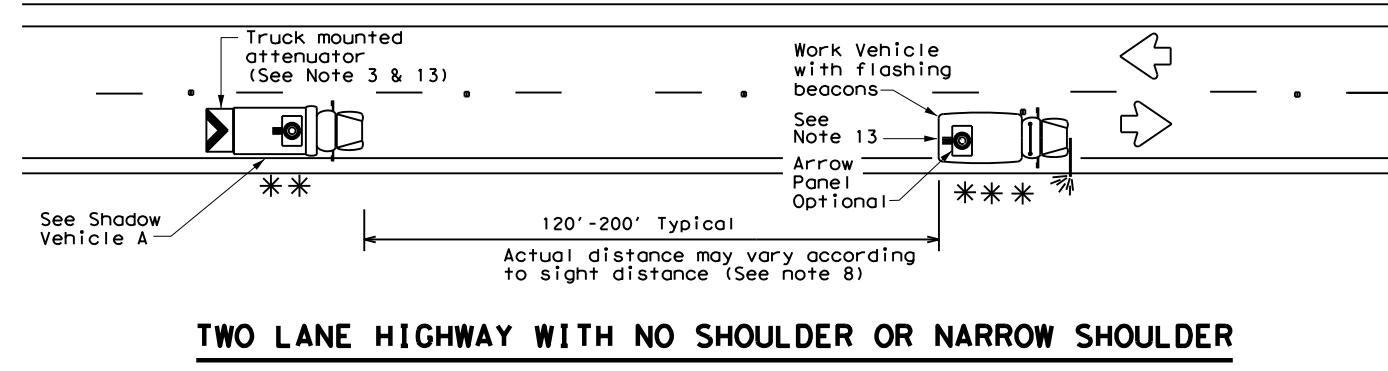 Truck mounted
attenuator
(See Note 3 & 13)
Work Vehicle
with flashing
beacons
See
Note 13
Arrow
Panel
Optional
See Shadow
Vehicle A
120'-200' Typical
Actual distance may vary according
to sight distance (See note 8)
TWO LANE HIGHWAY WITH NO SHOULDER OR NARROW SHOULDER